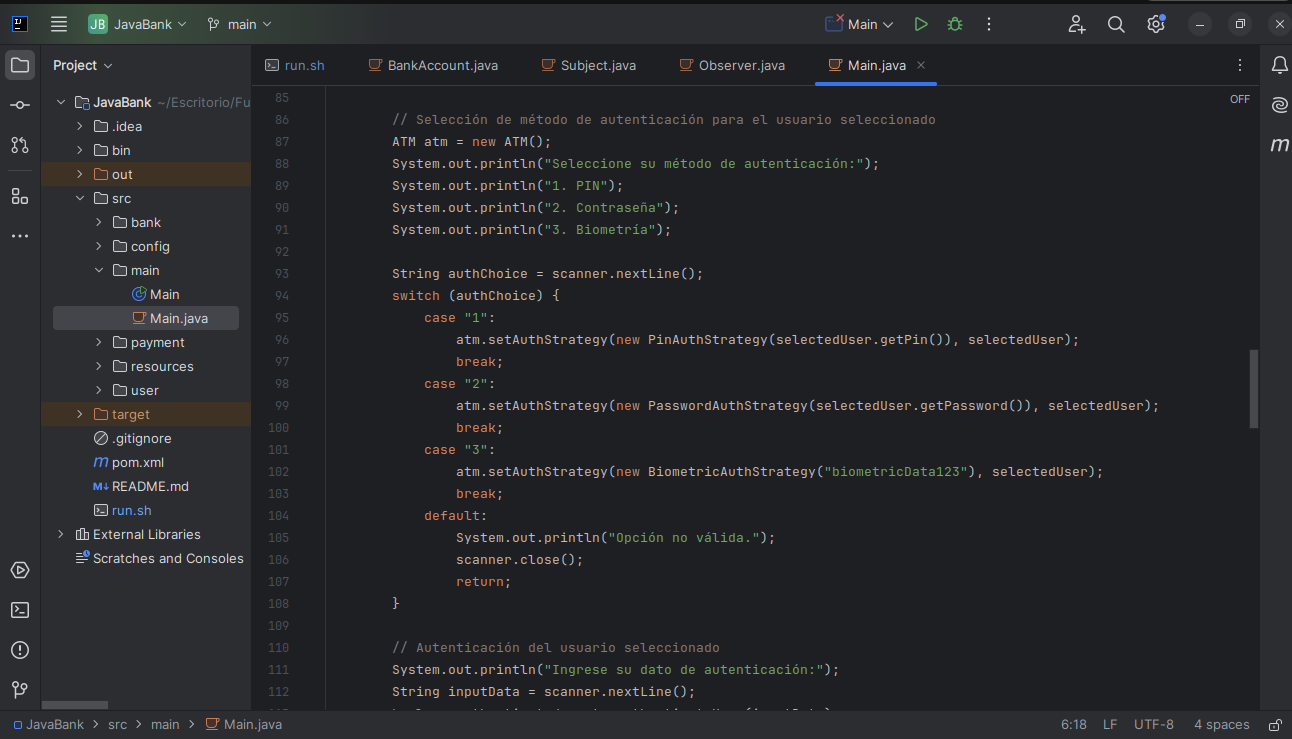 JB JavaBank main Main
Project
run.sh BankAccount.java Subject.java Observer.java Main.java
OFF
JavaBank ~/Escritorio/Fu
.idea
bin
out
src
bank
config
main
Main
Main.java
payment
resources
user
target
.gitignore
pom.xml
README.md
run.sh
External Libraries
Scratches and Consoles
85
86 // Selección de método de autenticación para el usuario seleccionado
87 ATM atm = new ATM();
88 System.out.println("Seleccione su método de autenticación:");
89 System.out.println("1. PIN");
90 System.out.println("2. Contraseña");
91 System.out.println("3. Biometría");
92
93 String authChoice = scanner.nextLine();
94 switch (authChoice) {
95 case "1":
96 atm.setAuthStrategy(new PinAuthStrategy(selectedUser.getPin()), selectedUser);
97 break;
98 case "2":
99 atm.setAuthStrategy(new PasswordAuthStrategy(selectedUser.getPassword()), selectedUser);
100 break;
101 case "3":
102 atm.setAuthStrategy(new BiometricAuthStrategy("biometricData123"), selectedUser);
103 break;
104 default:
105 System.out.println("Opción no válida.");
106 scanner.close();
107 return;
108 }
109
110 // Autenticación del usuario seleccionado
111 System.out.println("Ingrese su dato de autenticación:");
112 String inputData = scanner.nextLine();
JavaBank > src > main > Main.java 6:18 LF UTF-8 4 spaces